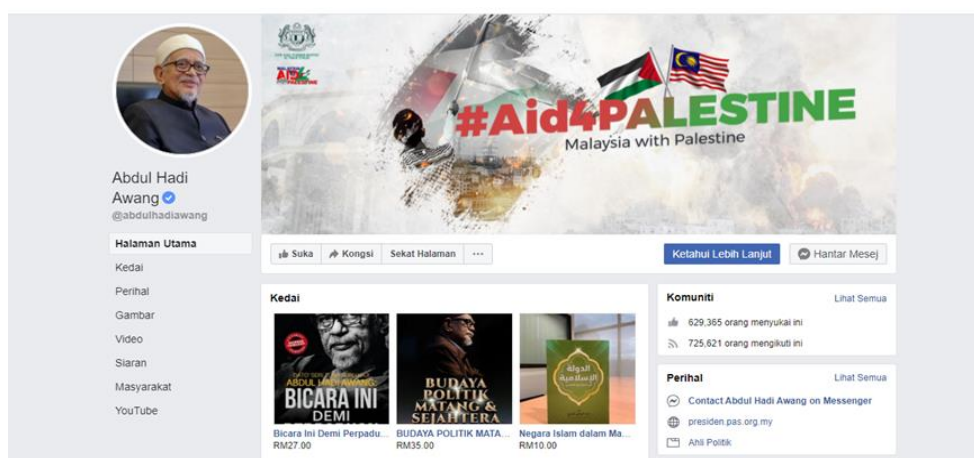 #Aid4PALESTINE
Malaysia with Palestine
Abdul Hadi
Awang
@abdulhadiawang
Halaman Utama
Kedai
Perihal
Gambar
Video
Siaran
Masyarakat
YouTube
Suka
Kongsi
Sekat Halaman
Ketahui Lebih Lanjut
Hantar Mesej
Kedai
ABDUL HADI AWANG:
BICARA INI
DEMI
BUDAYA
POLITIK
MATANG &
SEJAHTERA
الدولة
الإسلامية
Bicara Ini Demi Perpadu...
RM27.00
BUDAYA POLITIK MATA...
RM35.00
Negara Islam dalam Ma...
RM10.00
Komuniti
Lihat Semua
629,365 orang menyukai ini
725,621 orang mengikuti ini
Perihal
Lihat Semua
Contact Abdul Hadi Awang on Messenger
presiden.pas.org.my
Ahli Politik